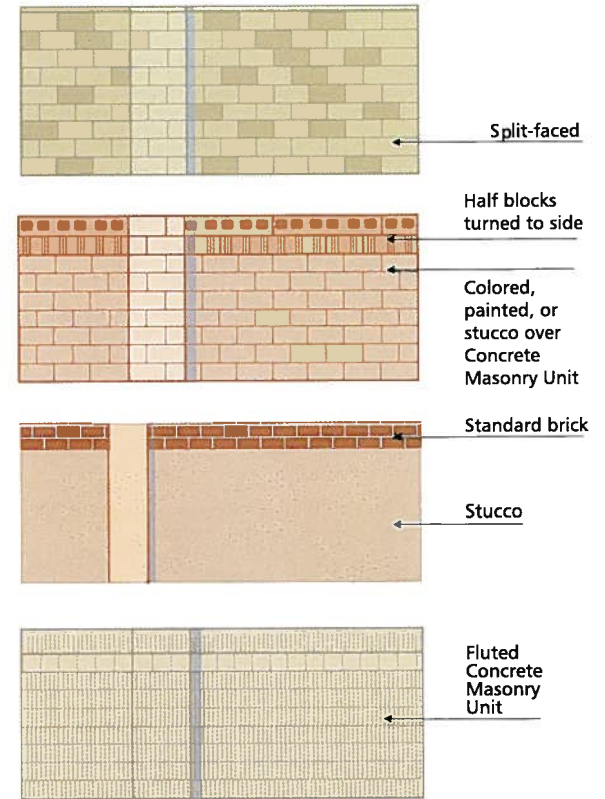 Split-faced
Half blocks
turned to side
Colored,
painted, or
stucco over
Concrete
Masonry Unit
Standard brick
Stucco
Fluted
Concrete
Masonry
Unit